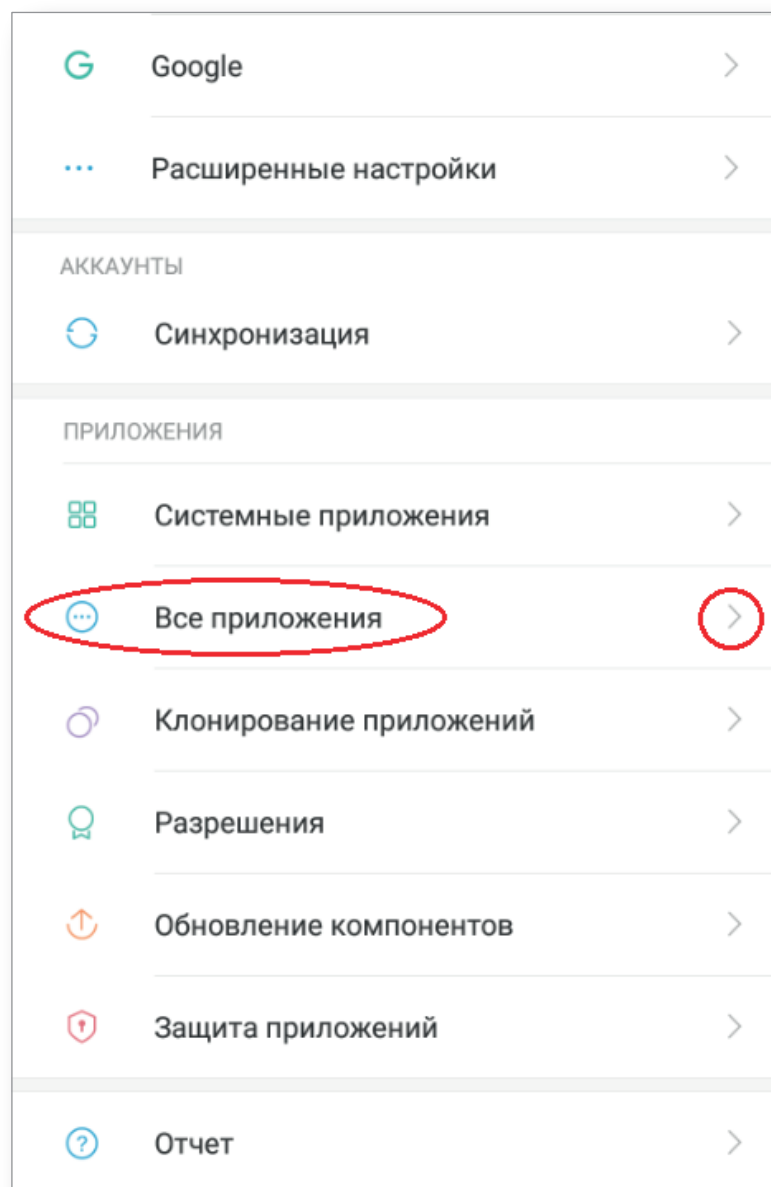 Google
Расширенные настройки
АККАУНТЫ
Синхронизация
ПРИЛОЖЕНИЯ
Системные приложения
Все приложения
Клонирование приложений
Разрешения
Обновление компонентов
Защита приложений
Отчет